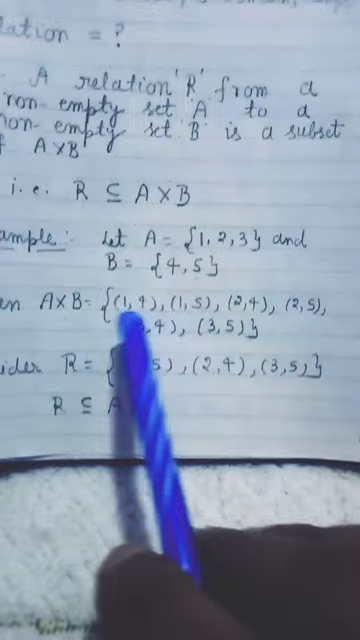 lation = ?
A relation 'R' from a
non-empty set 'A' to a
non-empty set 'B' is a subset
f A×B
i.e. R ⊆ A×B
ample:- Let A = {1, 2, 3} and
B = {4, 5}
en A×B = {(1,4), (1,5), (2,4), (2,5),
,4), (3,5)}
ider R = { 5), (2,4), (3,5)}
R ⊆ A